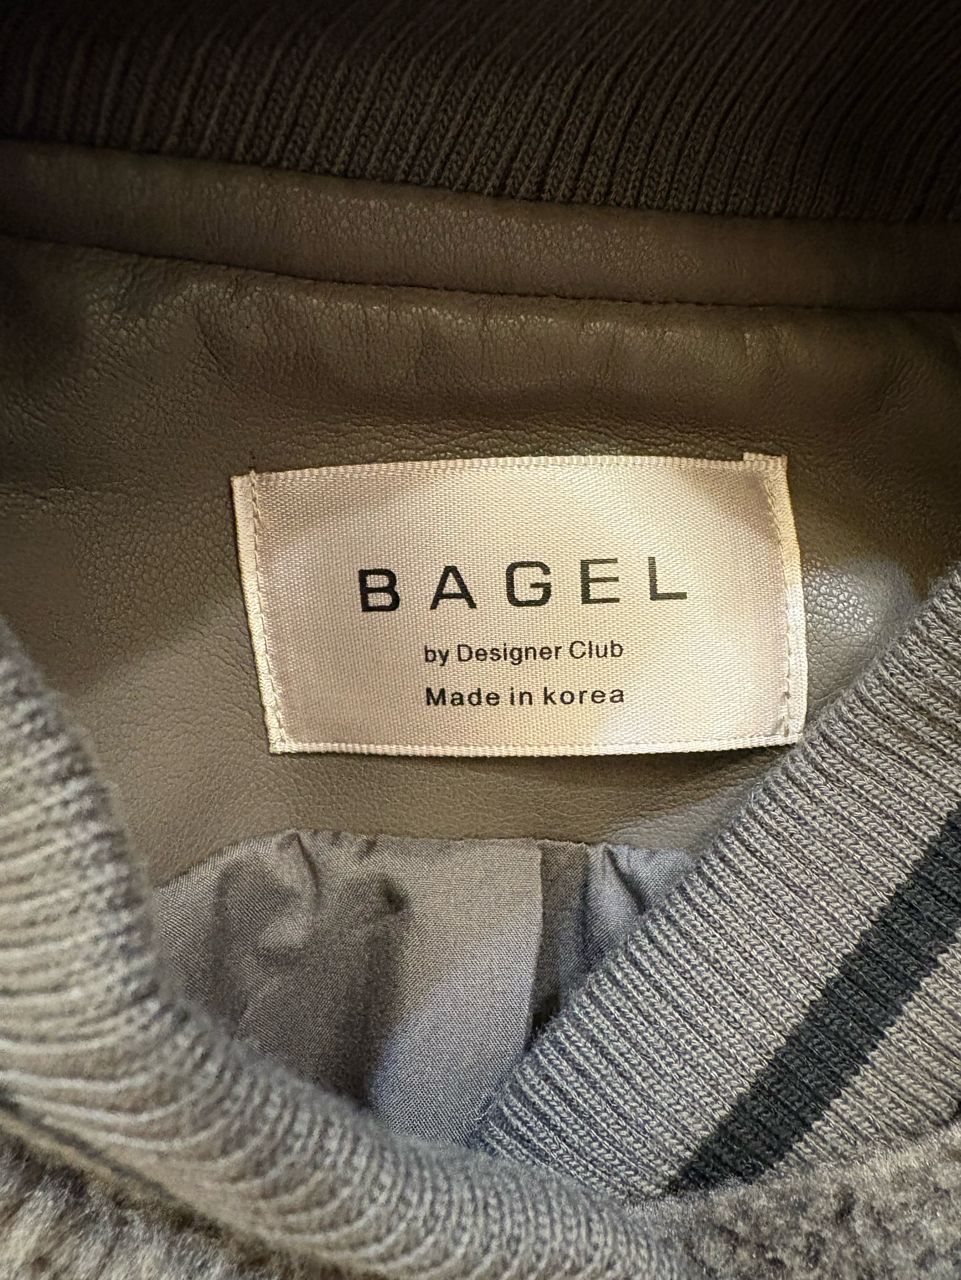 BAGEL
by Designer Club
Made in korea